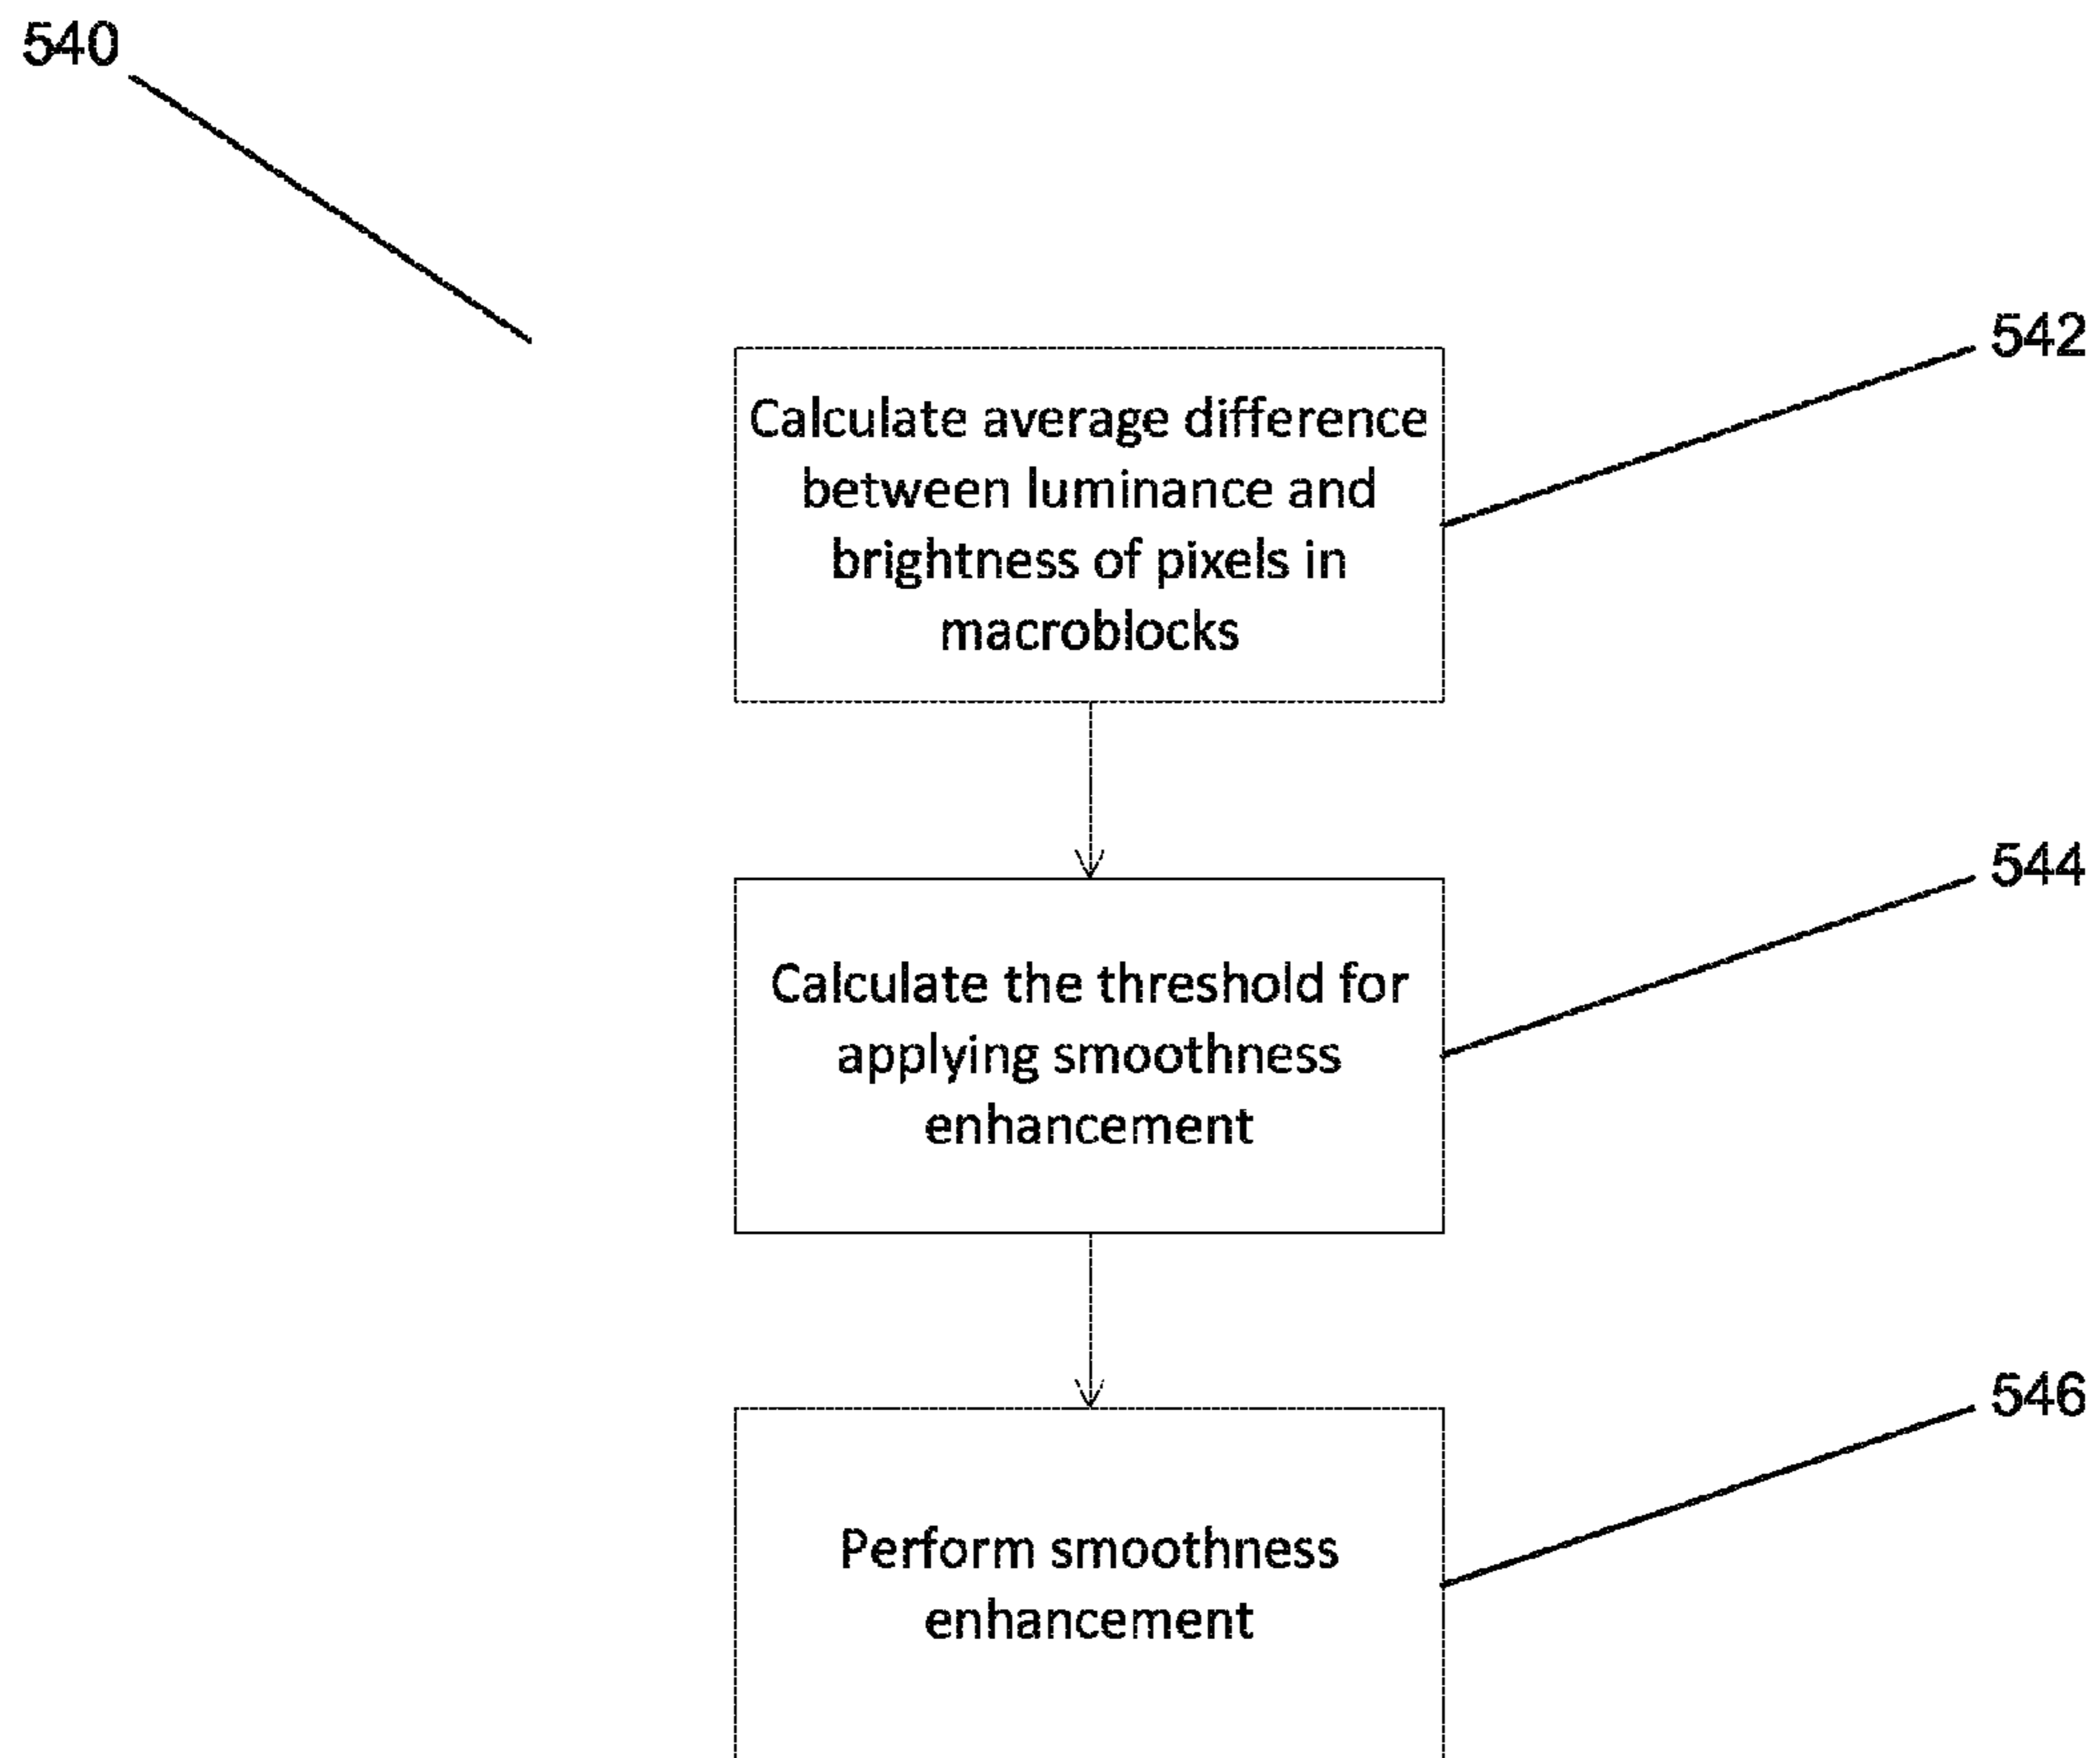 540
542
Calculate average difference
between luminance and
brightness of pixels in
macroblocks
544
Calculate the threshold for
applying smoothness
enhancement
546
Perform smoothness
enhancement